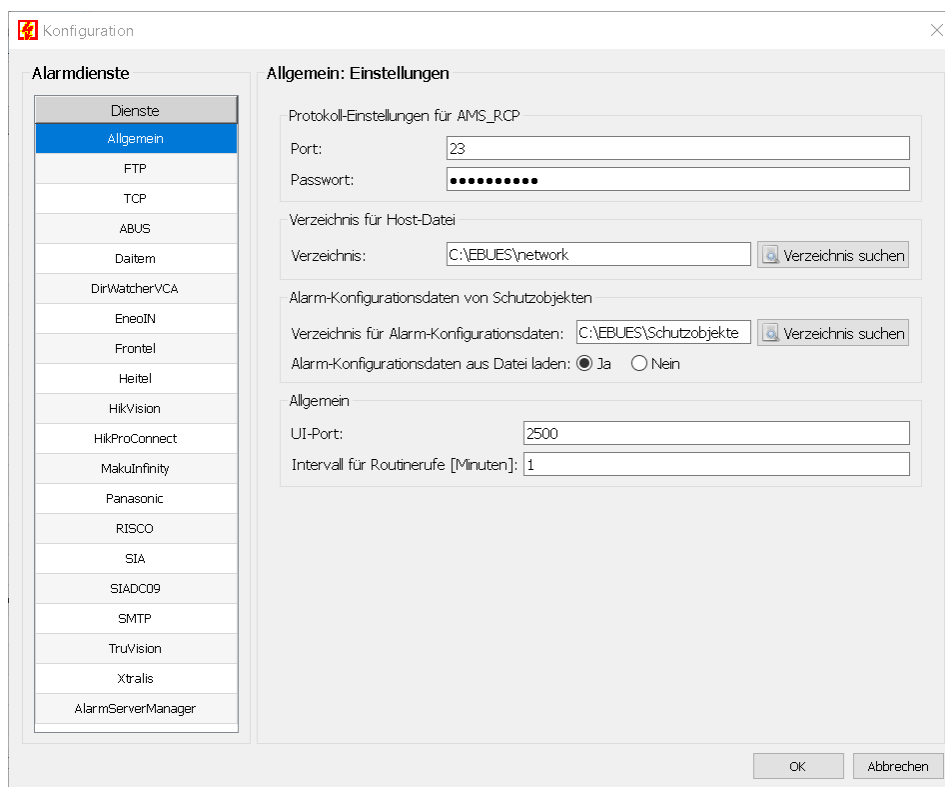 Konfiguration
Alarmdienste
Dienste
Allgemein
FTP
TCP
ABUS
Daitem
DirWatcherVCA
EneoIN
Frontel
Heitel
HikVision
HikProConnect
MakuInfinity
Panasonic
RISCO
SIA
SIADC09
SMTP
TruVision
Xtralis
AlarmServerManager
Allgemein: Einstellungen
Protokoll-Einstellungen für AMS_RCP
Port: 23
Passwort: ●●●●●●●●●●
Verzeichnis für Host-Datei
Verzeichnis: C:\EBUES\network Verzeichnis suchen
Alarm-Konfigurationsdaten von Schutzobjekten
Verzeichnis für Alarm-Konfigurationsdaten: C:\EBUES\Schutzobjekte Verzeichnis suchen
Alarm-Konfigurationsdaten aus Datei laden: Ja Nein
Allgemein
UI-Port: 2500
Intervall für Routinerufe [Minuten]: 1
OK Abbrechen